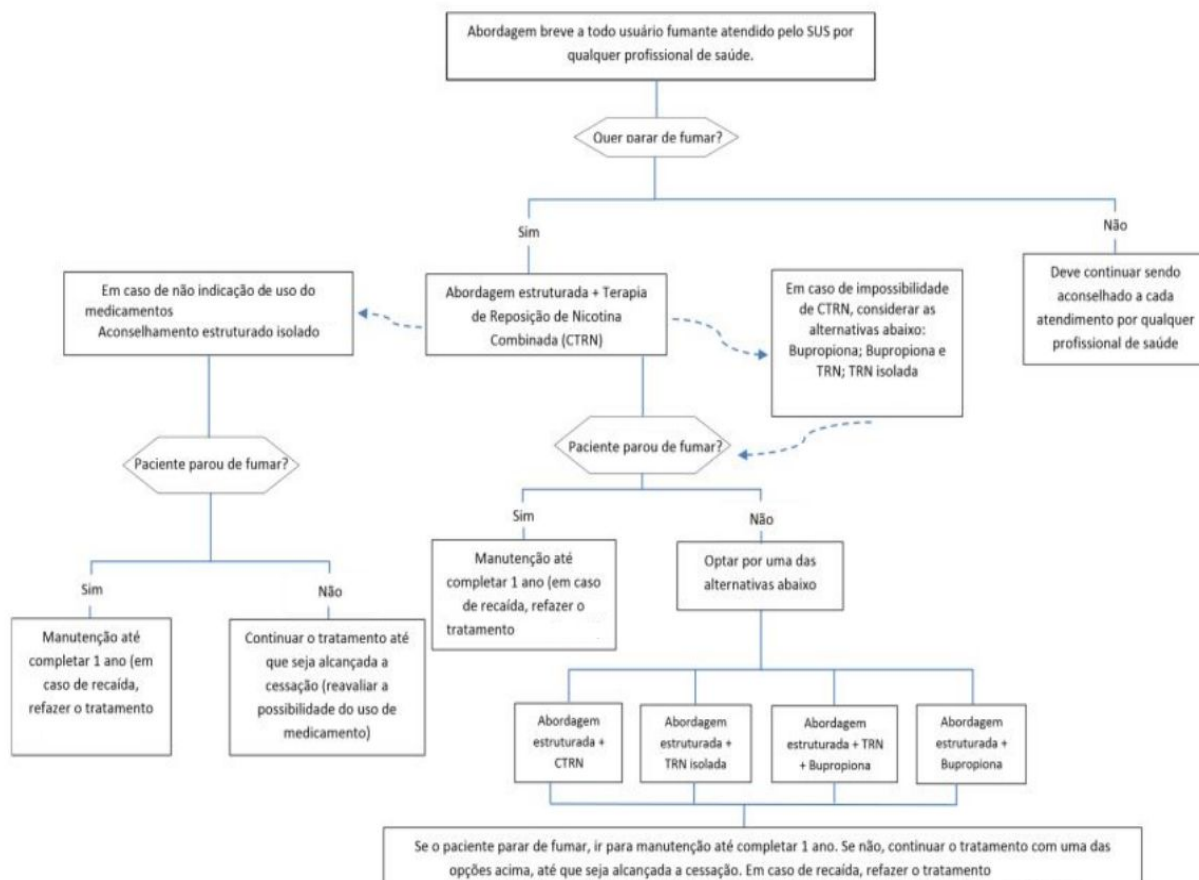 Abordagem breve a todo usuário fumante atendido pelo SUS por
qualquer profissional de saúde.
Quer parar de fumar?
Sim
Não
Em caso de não indicação de uso do
medicamentos
Aconselhamento estruturado isolado
Abordagem estruturada + Terapia
de Reposição de Nicotina
Combinada (CTRN)
Em caso de impossibilidade
de CTRN, considerar as
alternativas abaixo:
Bupropiona; Bupropiona e
TRN; TRN isolada
Deve continuar sendo
aconselhado a cada
atendimento por qualquer
profissional de saúde
Paciente parou de fumar?
Paciente parou de fumar?
Sim
Não
Manutenção até
completar 1 ano (em
caso de recaída,
refazer o tratamento
Continuar o tratamento até
que seja alcançada a
cessação (reavaliar a
possibilidade do uso de
medicamento)
Sim
Não
Manutenção até
completar 1 ano (em caso
de recaída, refazer o
tratamento
Optar por uma das
alternativas abaixo
Abordagem
estruturada +
CTRN
Abordagem
estruturada +
TRN isolada
Abordagem
estruturada + TRN
+ Bupropiona
Abordagem
estruturada +
Bupropiona
Se o paciente parar de fumar, ir para manutenção até completar 1 ano. Se não, continuar o tratamento com uma das
opções acima, até que seja alcançada a cessação. Em caso de recaída, refazer o tratamento